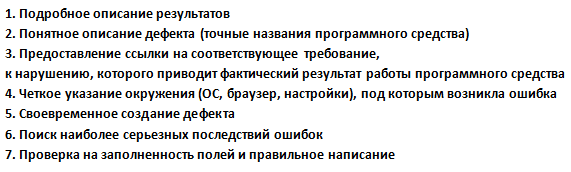 1. Подробное описание результатов
2. Понятное описание дефекта (точные названия программного средства)
3. Предоставление ссылки на соответствующее требование,
к нарушению, которого приводит фактический результат работы программного средства
4. Четкое указание окружения (ОС, браузер, настройки), под которым возникла ошибка
5. Своевременное создание дефекта
6. Поиск наиболее серьезных последствий ошибок
7. Проверка на заполненность полей и правильное написание